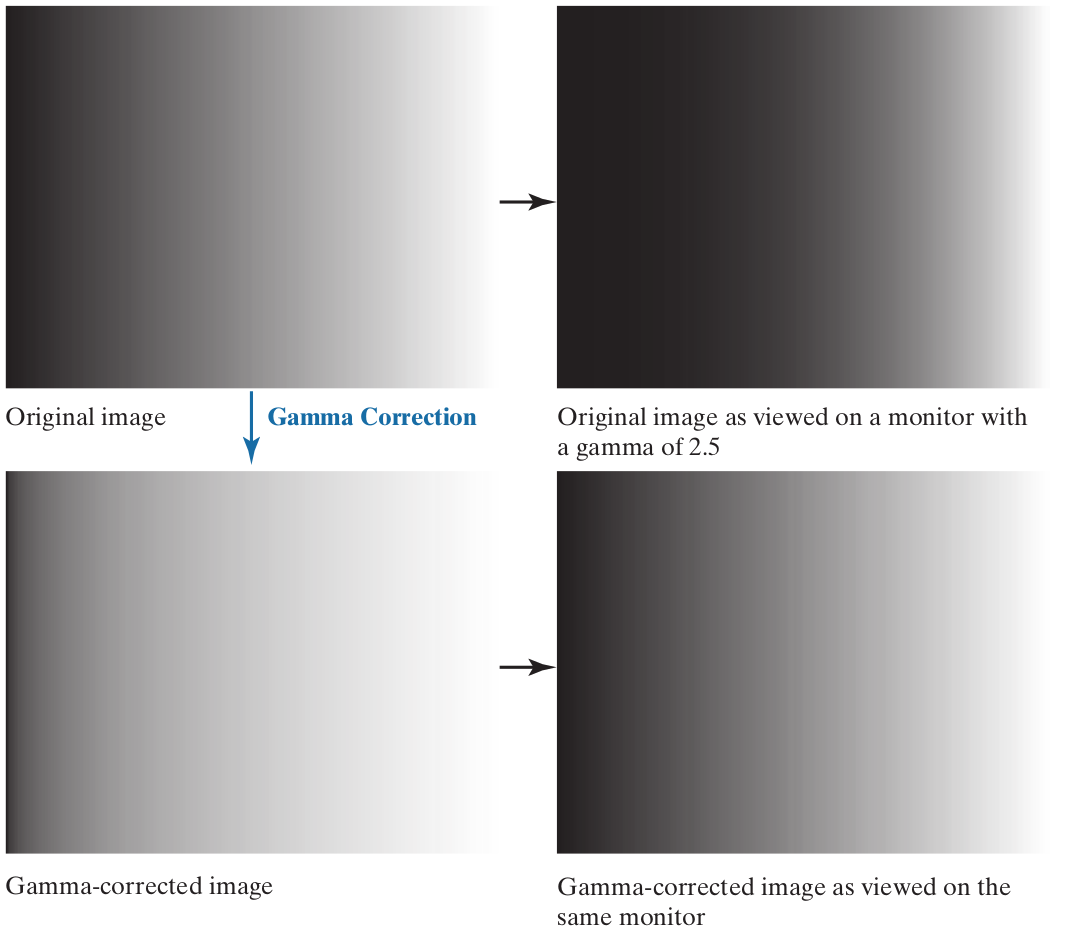 Original image
Gamma Correction
Original image as viewed on a monitor with
a gamma of 2.5
Gamma-corrected image
Gamma-corrected image as viewed on the
same monitor